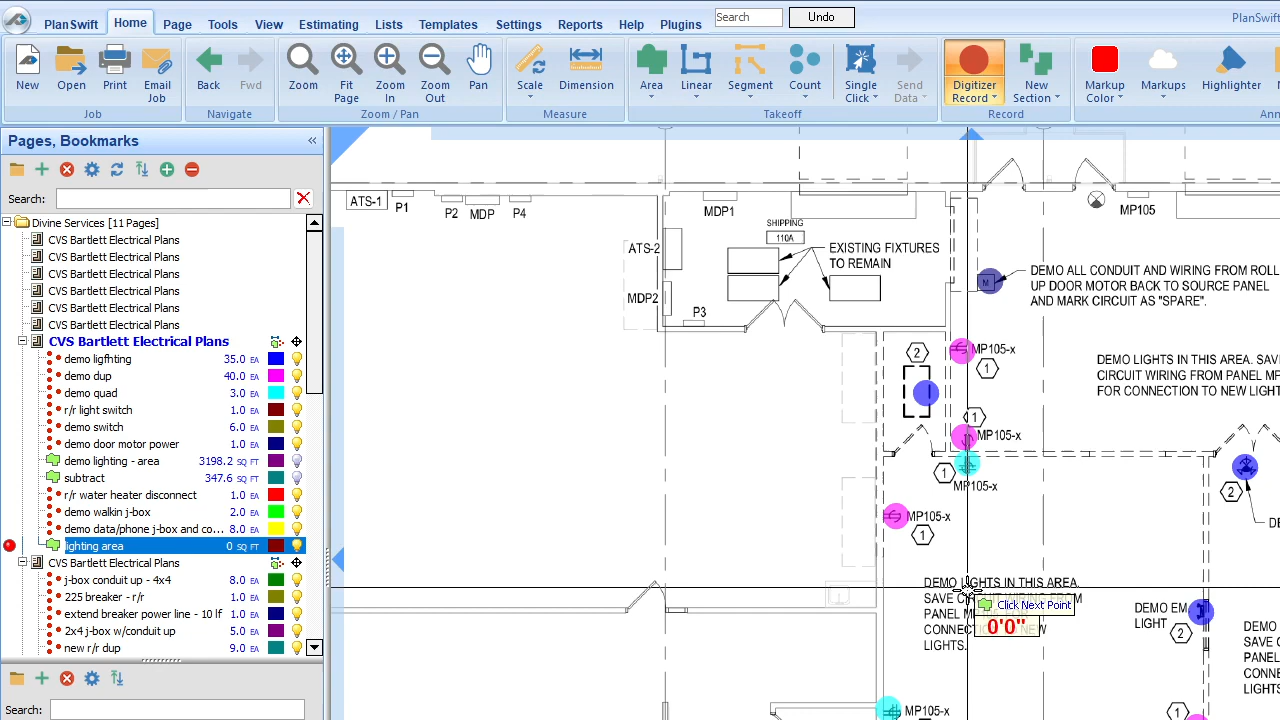 PlanSwift Home Page Tools View Estimating Lists Templates Settings Reports Help Plugins Search Undo PlanSwift
New Open Print Email Job Back Fwd Zoom Fit Page Zoom In Zoom Out Pan Scale Dimension Area Linear Segment Count Single Click Send Data Digitizer Record New Section Markup Color Markups Highlighter
Job Navigate Zoom / Pan Measure Takeoff Record
Pages, Bookmarks
Search:
Divine Services [11 Pages]
CVS Bartlett Electrical Plans
CVS Bartlett Electrical Plans
CVS Bartlett Electrical Plans
CVS Bartlett Electrical Plans
CVS Bartlett Electrical Plans
CVS Bartlett Electrical Plans
CVS Bartlett Electrical Plans
demo ligfhting 35.0 EA
demo dup 40.0 EA
demo quad 3.0 EA
r/r light switch 1.0 EA
demo switch 6.0 EA
demo door motor power 1.0 EA
demo lighting - area 3198.2 SQ FT
subtract 347.6 SQ FT
r/r water heater disconnect 1.0 EA
demo walkin j-box 2.0 EA
demo data/phone j-box and co... 8.0 EA
lighting area 0 SQ FT
CVS Bartlett Electrical Plans
j-box conduit up - 4x4 8.0 EA
225 breaker - r/r 1.0 EA
extend breaker power line - 10 lf 1.0 EA
2x4 j-box w/conduit up 5.0 EA
new r/r dup 9.0 EA
Search:
ATS-1 P1 P2 MDP P4
MDP1
SHIPPING
110A
ATS-2
EXISTING FIXTURES
TO REMAIN
MDP2
P3
MP105
M
DEMO ALL CONDUIT AND WIRING FROM ROLL
UP DOOR MOTOR BACK TO SOURCE PANEL
AND MARK CIRCUIT AS "SPARE".
2
MP105-x
1
DEMO LIGHTS IN THIS AREA. SAVE
CIRCUIT WIRING FROM PANEL MP
FOR CONNECTION TO NEW LIGHT
1
MP105-x
1
MP105-x
2
MP105-x
1
DEMO LIGHTS IN THIS AREA.
SAVE
PANEL
CONNEC
LIGHTS.
Click Next Point
0'0"
DEMO EM
LIGHT
2
DEMO
SAVE C
PANEL
CONNE
LIGHTS
MP105-x
1